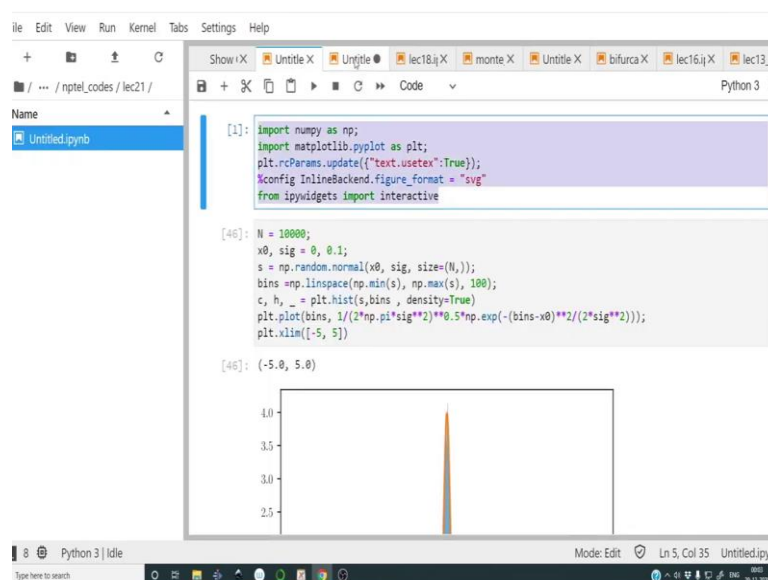 ile Edit View Run Kernel Tabs Settings Help
Show ( X Untitle X Untitle lec18.ij X monte X Untitle X bifurca X lec16.ij X lec13_
/ ... / nptel_codes / lec21 /
Code
Python 3
Name
Untitled.ipynb
[1]: import numpy as np;
import matplotlib.pyplot as plt;
plt.rcParams.update({"text.usetex":True});
%config InlineBackend.figure_format = "svg"
from ipywidgets import interactive
[46]: N = 10000;
x0, sig = 0, 0.1;
s = np.random.normal(x0, sig, size=(N,));
bins =np.linspace(np.min(s), np.max(s), 100);
c, h, _ = plt.hist(s,bins , density=True)
plt.plot(bins, 1/(2*np.pi*sig**2)**0.5*np.exp(-(bins-x0)**2/(2*sig**2)));
plt.xlim([-5, 5])
[46]: (-5.0, 5.0)
4.0
3.5
3.0
2.5
8 Python 3 | Idle
Mode: Edit Ln 5, Col 35 Untitled.ipy
Type here to search
ENG